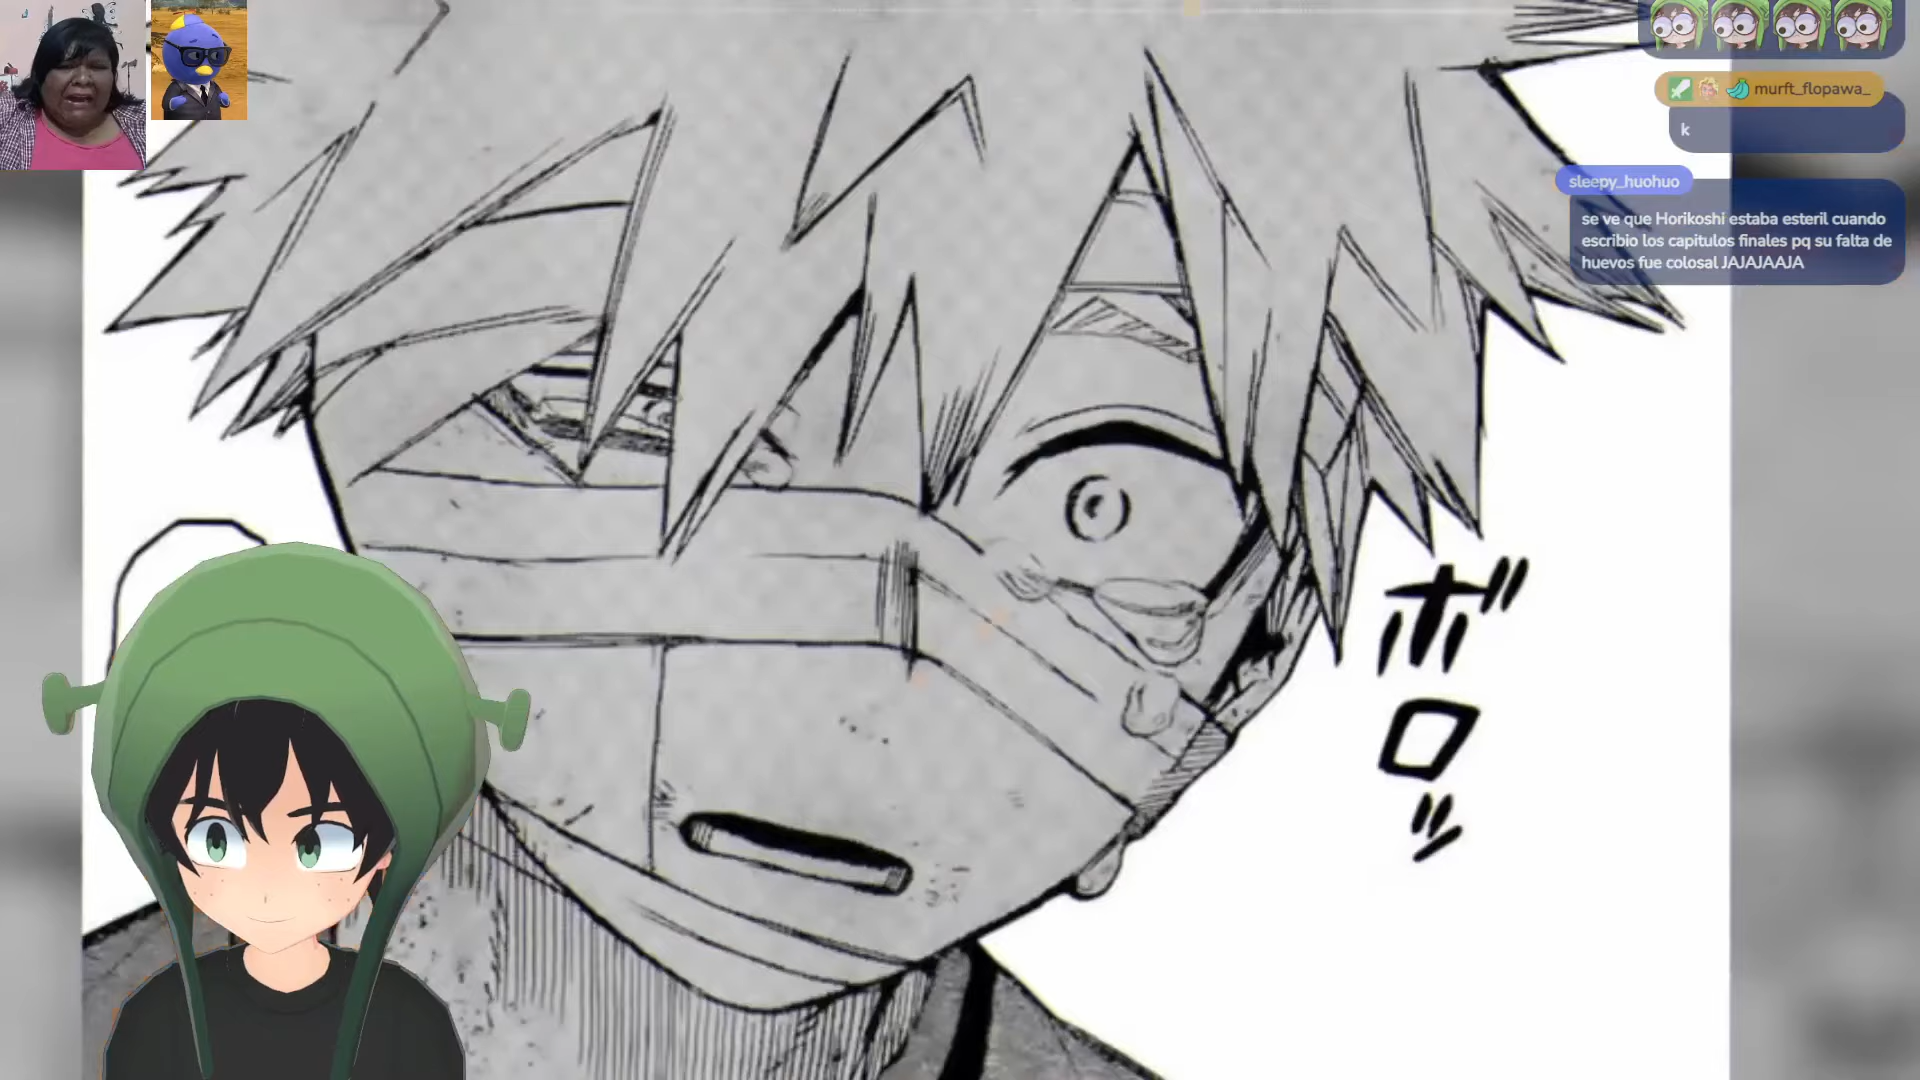 murft_flopawa_
k
sleepy_huohuo
se ve que Horikoshi estaba esteril cuando
escribio los capitulos finales pq su falta de
huevos fue colosal JAJAJAAJA
ボロッ